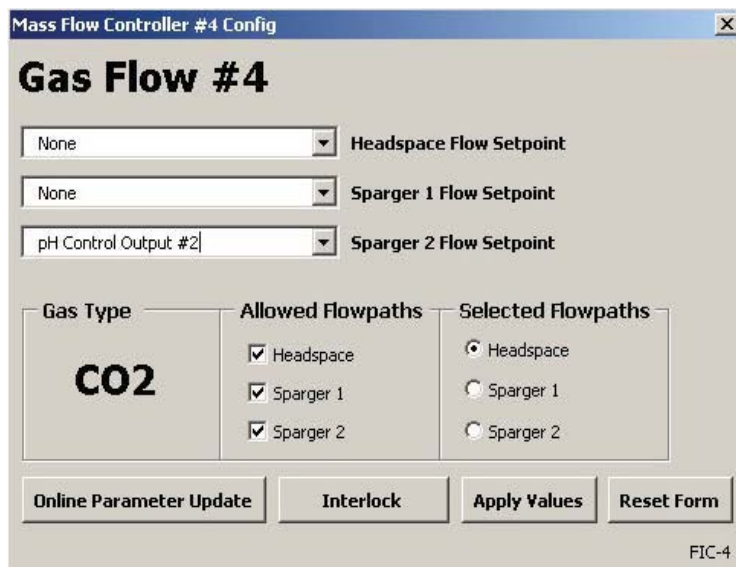 Mass Flow Controller #4 Config
Gas Flow #4
None Headspace Flow Setpoint
None Sparger 1 Flow Setpoint
pH Control Output #2 Sparger 2 Flow Setpoint
Gas Type
CO2
Allowed Flowpaths
Headspace
Sparger 1
Sparger 2
Selected Flowpaths
Headspace
Sparger 1
Sparger 2
Online Parameter Update Interlock Apply Values Reset Form
FIC-4